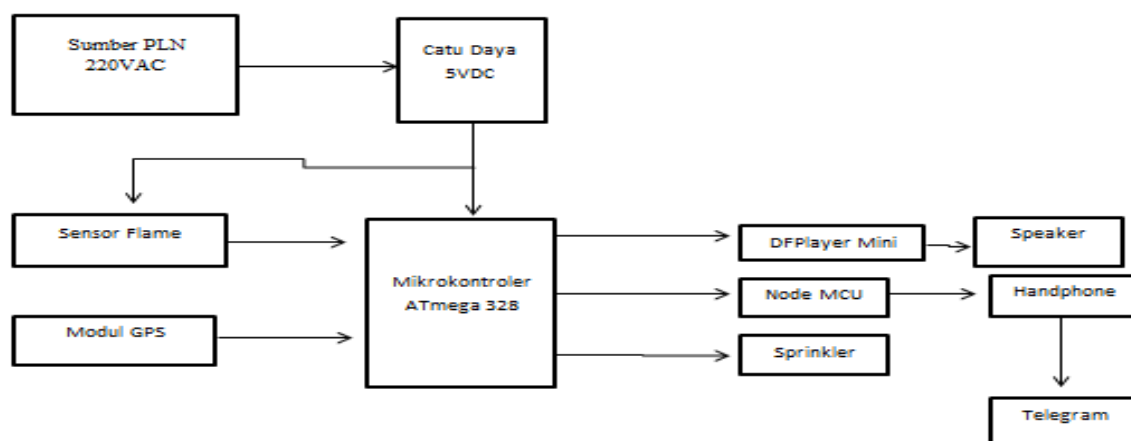 Sumber PLN
220VAC
Catu Daya
5VDC
Sensor Flame
Modul GPS
Mikrokontroler
ATmega 328
DFPlayer Mini
Speaker
Node MCU
Handphone
Sprinkler
Telegram